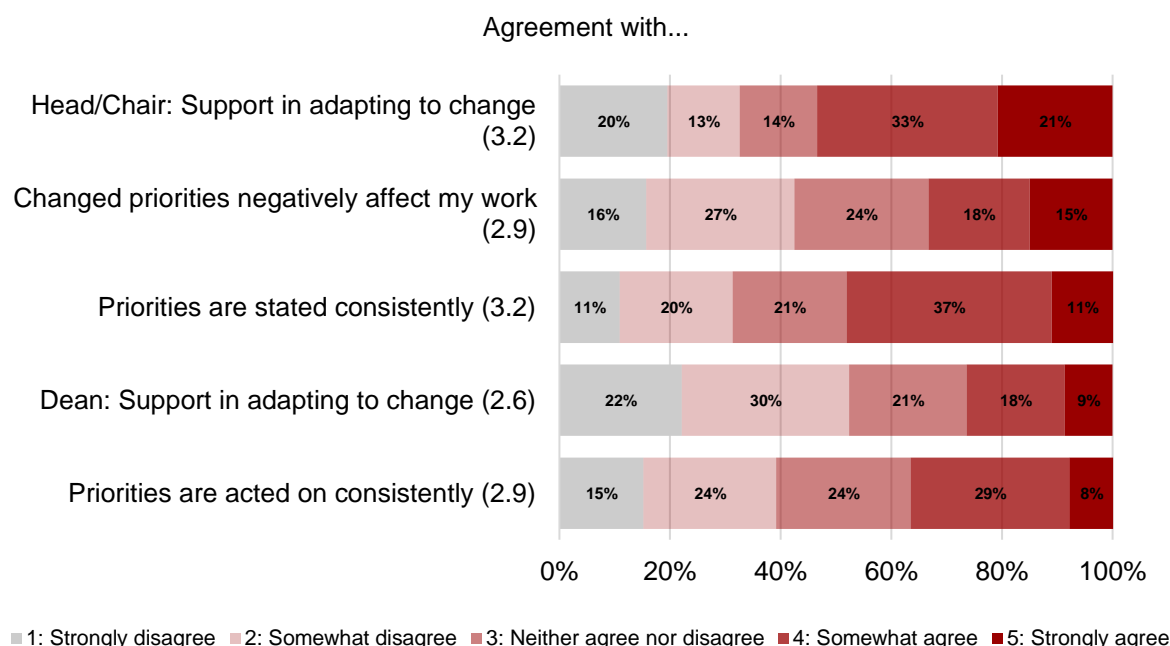 Agreement with...
Head/Chair: Support in adapting to change
(3.2)
20% 13% 14% 33% 21%
Changed priorities negatively affect my work
(2.9)
16% 27% 24% 18% 15%
Priorities are stated consistently (3.2)
11% 20% 21% 37% 11%
Dean: Support in adapting to change (2.6)
22% 30% 21% 18% 9%
Priorities are acted on consistently (2.9)
15% 24% 24% 29% 8%
0% 20% 40% 60% 80% 100%
1: Strongly disagree 2: Somewhat disagree 3: Neither agree nor disagree 4: Somewhat agree 5: Strongly agree